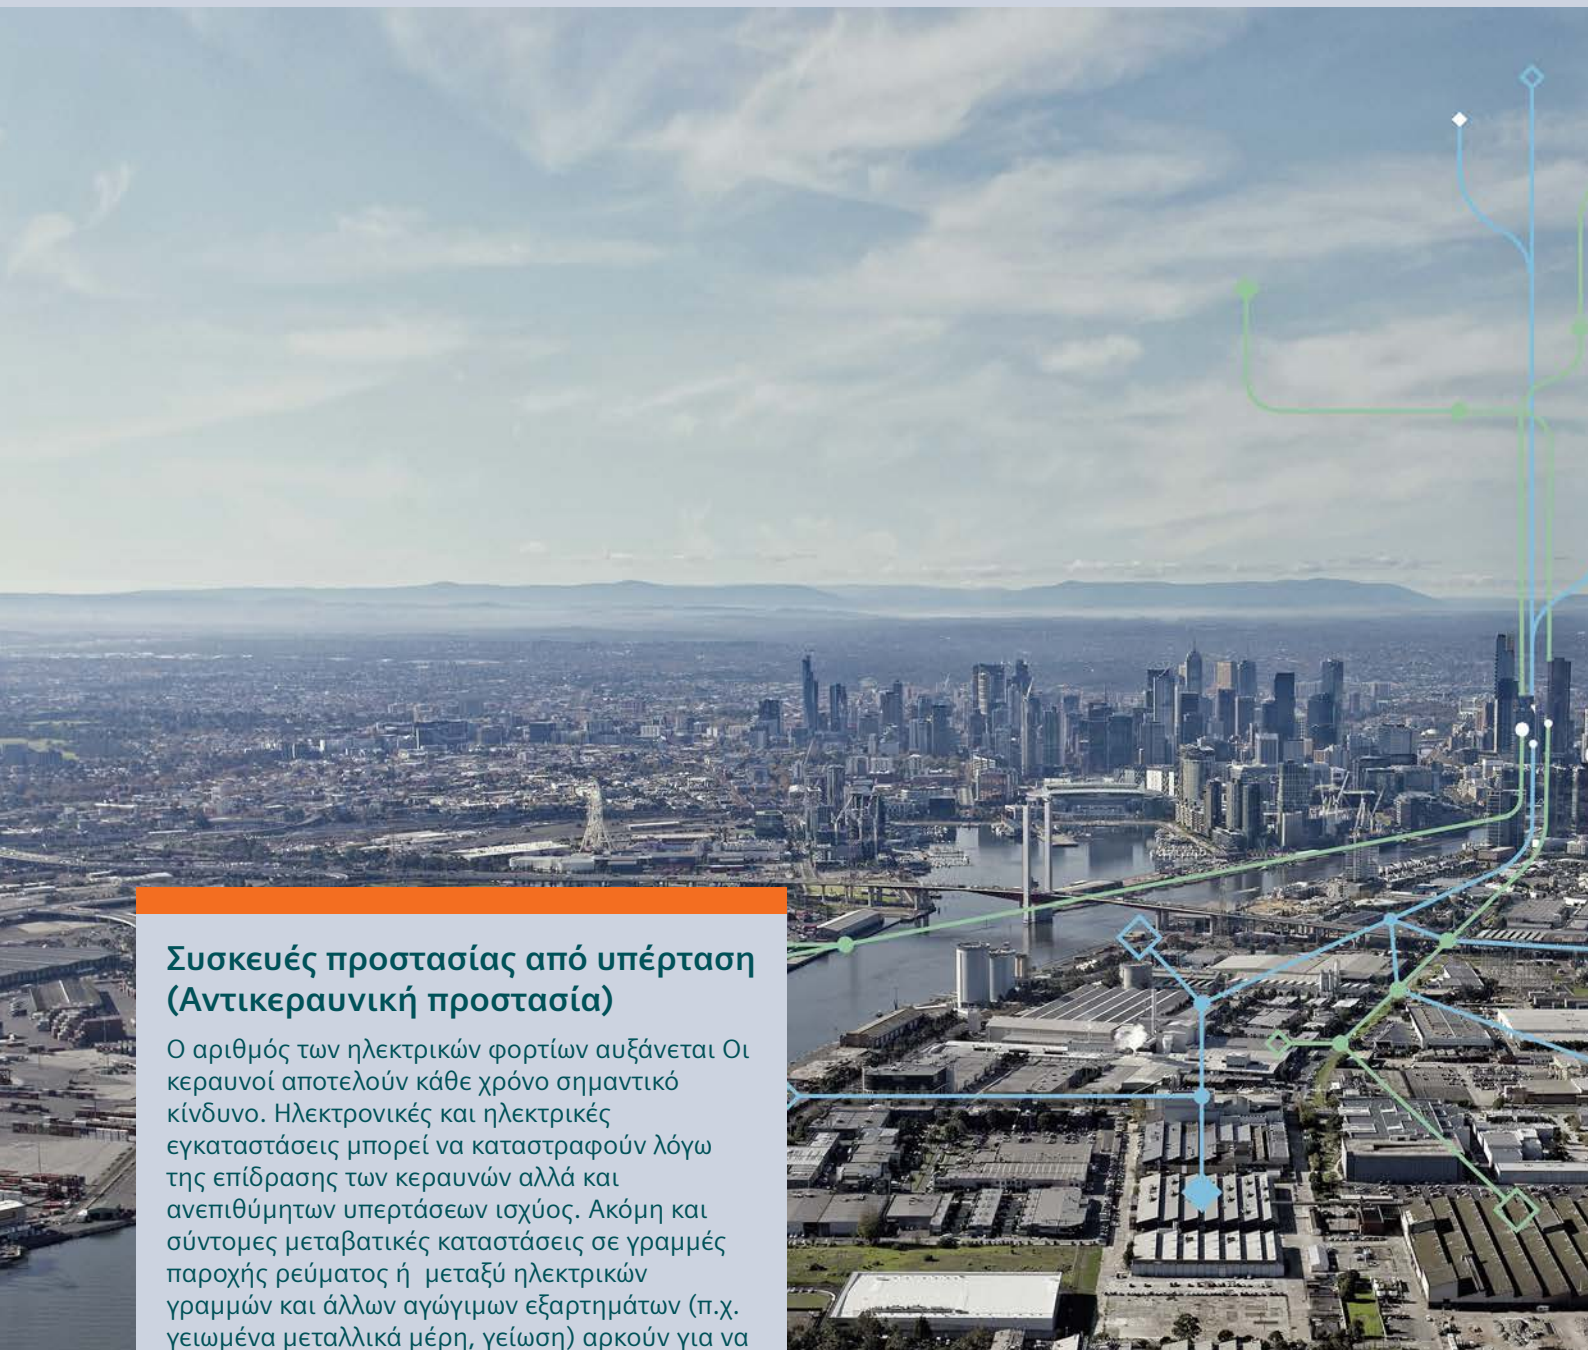 Συσκευές προστασίας από υπέρταση
(Αντικεραυνική προστασία)
Ο αριθμός των ηλεκτρικών φορτίων αυξάνεται Οι
κεραυνοί αποτελούν κάθε χρόνο σημαντικό
κίνδυνο. Ηλεκτρονικές και ηλεκτρικές
εγκαταστάσεις μπορεί να καταστραφούν λόγω
της επίδρασης των κεραυνών αλλά και
ανεπιθύμητων υπερτάσεων ισχύος. Ακόμη και
σύντομες μεταβατικές καταστάσεις σε γραμμές
παροχής ρεύματος ή  μεταξύ ηλεκτρικών
γραμμών και άλλων αγώγιμων εξαρτημάτων (π.χ.
γειωμένα μεταλλικά μέρη, γείωση) αρκούν για να